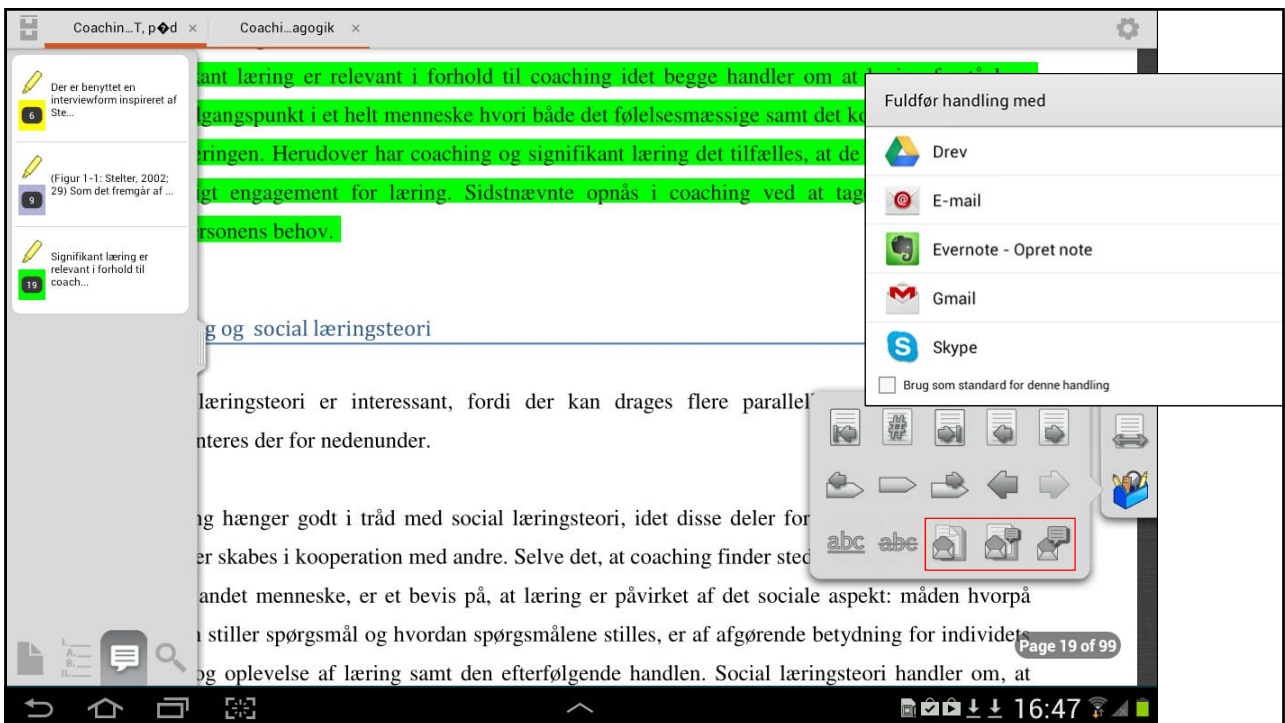 Coachin...T, p�d ×
Coachi...agogik ×
Der er benyttet en
interviewform inspireret af
Ste...
6
(Figur 1-1: Stelter, 2002;
29) Som det fremgår af ...
9
Signifikant læring er
relevant i forhold til
coach...
19
ant læring er relevant i forhold til coaching idet begge handler om at
lgangspunkt i et helt menneske hvori både det følelsesmæssige samt det
eringen. Herudover har coaching og signifikant læring det tilfælles, at de
igt engagement for læring. Sidstnævnte opnås i coaching ved at
rsonens behov.
g og social læringsteori
læringsteori er interessant, fordi der kan drages flere parallel
nteres der for nedenunder.
ng hænger godt i tråd med social læringsteori, idet disse deler for
er skabes i kooperation med andre. Selve det, at coaching finder sted
andet menneske, er et bevis på, at læring er påvirket af det sociale aspekt: måden hvorpå
stiller spørgsmål og hvordan spørgsmålene stilles, er af afgørende betydning for individets
og oplevelse af læring samt den efterfølgende handlen. Social læringsteori handler om, at
Fuldfør handling med
Drev
E-mail
Evernote - Opret note
Gmail
Skype
Brug som standard for denne handling
abc abc
Page 19 of 99
16:47